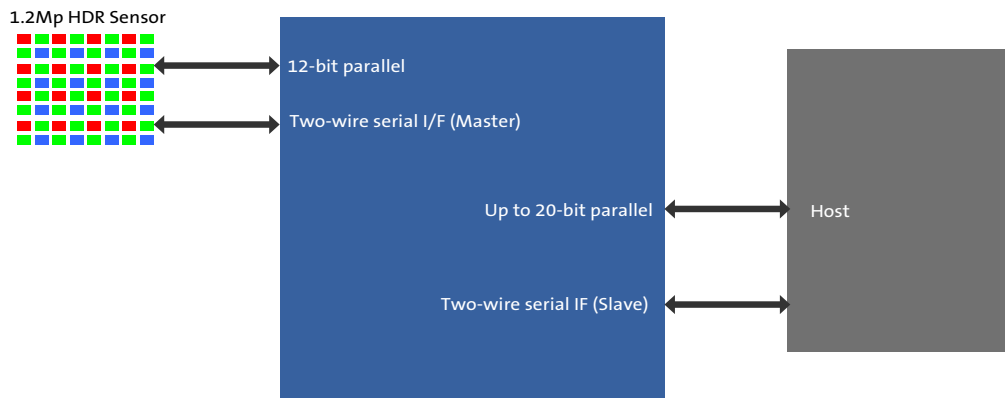 1.2Mp HDR Sensor
12-bit parallel
Two-wire serial I/F (Master)
Up to 20-bit parallel
Host
Two-wire serial IF (Slave)